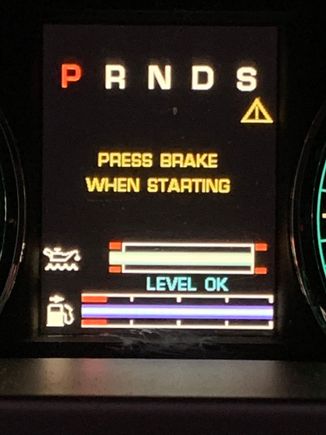 P R N D S
PRESS BRAKE
WHEN STARTING
LEVEL OK